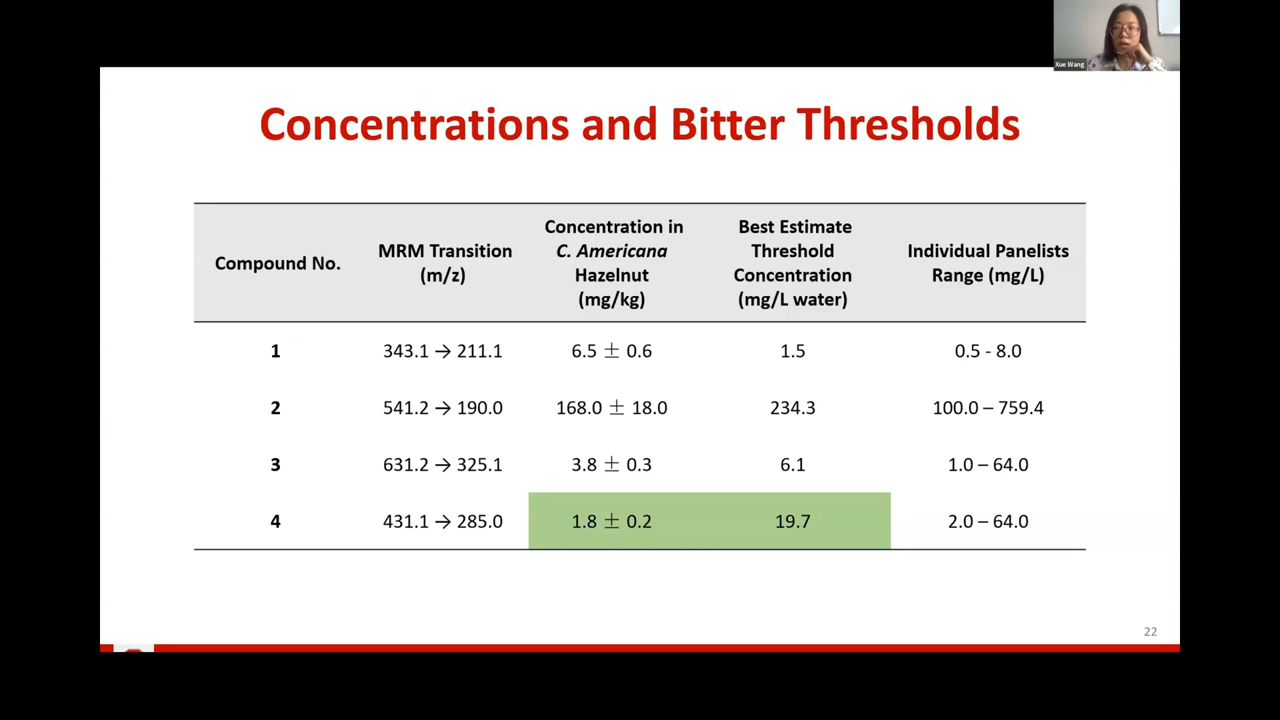 Xue Wang
Concentrations and Bitter Thresholds
Compound No.
MRM Transition
(m/z)
Concentration in
C. Americana
Hazelnut
(mg/kg)
Best Estimate
Threshold
Concentration
(mg/L water)
Individual Panelists
Range (mg/L)
1 343.1 → 211.1 6.5 ± 0.6 1.5 0.5 - 8.0
2 541.2 → 190.0 168.0 ± 18.0 234.3 100.0 – 759.4
3 631.2 → 325.1 3.8 ± 0.3 6.1 1.0 – 64.0
4 431.1 → 285.0 1.8 ± 0.2 19.7 2.0 – 64.0
22